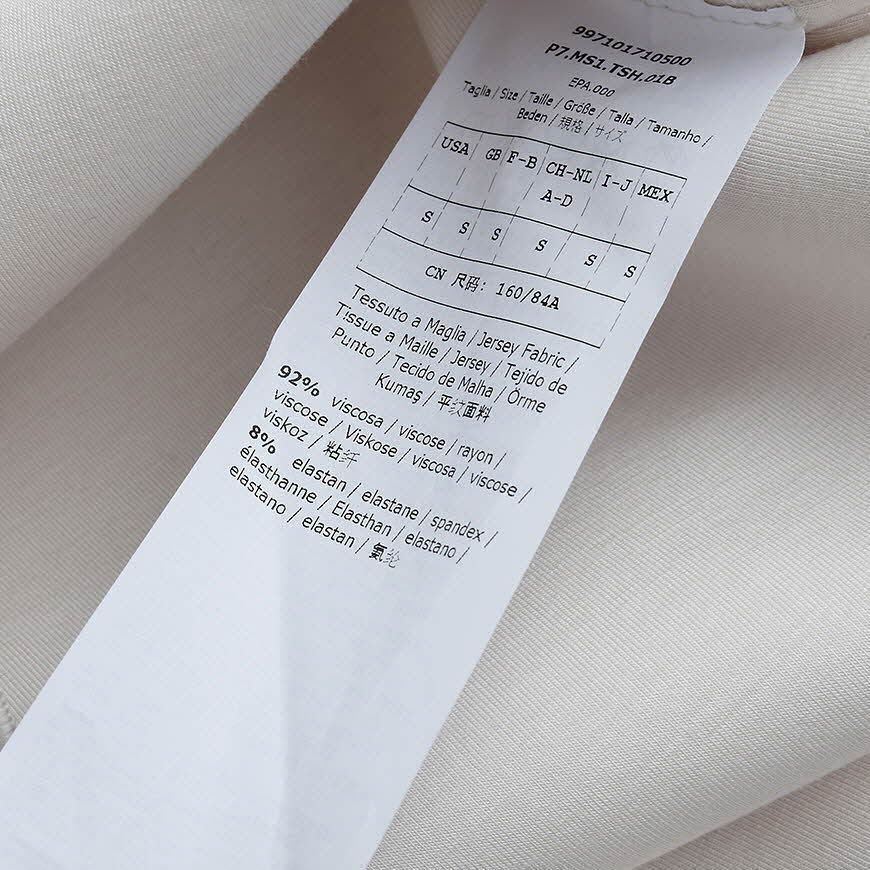 997101710500
P7.MS1.TSH.01B
EPA.000
Taglia / Size / Taille / Größe / Talla / Tamanho /
Beden / 規格 / サイズ
USA GB F-B CH-NL I-J MEX
A-D
S S S S S S
CN 尺码: 160/84A
Tessuto a Maglia / Jersey Fabric /
Tissue a Maille / Jersey / Tejido de
Punto / Tecido de Malha / Örme
Kumaş / 平纹面料
92% viscosa / viscose / rayon /
viscose / Viskose / viscosa / viscose /
viskoz / 粘纤
8% elastan / elastane / spandex /
élasthanne / Elasthan / elastano /
elastano / elastan / 氨纶